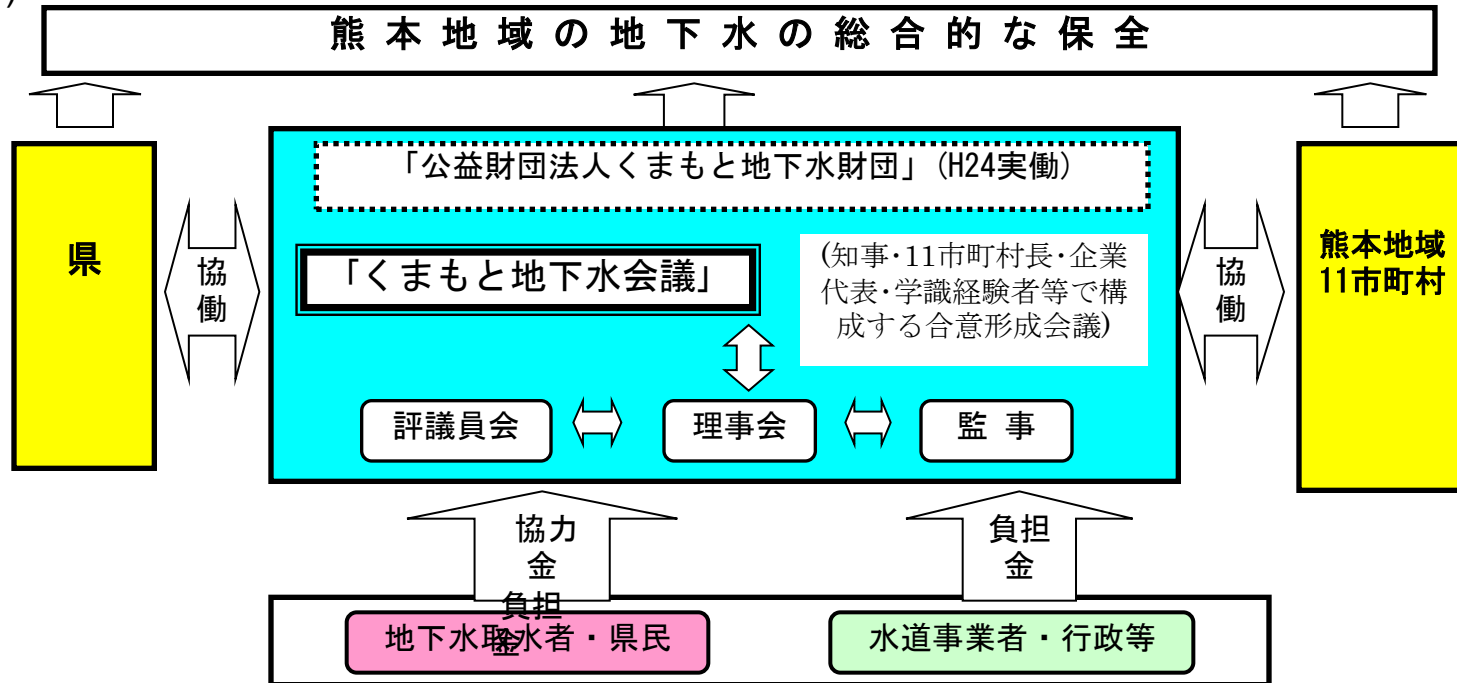 )
熊本地域の地下水の総合的な保全
「公益財団法人くまもと地下水財団」(H24実働)
県
協
働
「くまもと地下水会議」
(知事・11市町村長・企業
代表・学識経験者等で構
成する合意形成会議)
協
働
熊本地域
11市町村
評議員会
理事会
監 事
協力
金
負担
金
負担
金
地下水取水者・県民
水道事業者・行政等